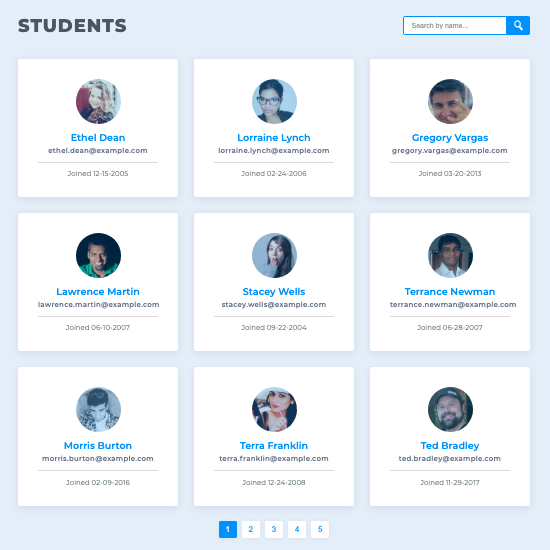 STUDENTS
Search by name...
Ethel Dean
ethel.dean@example.com
Joined 12-15-2005
Lorraine Lynch
lorraine.lynch@example.com
Joined 02-24-2006
Gregory Vargas
gregory.vargas@example.com
Joined 03-20-2013
Lawrence Martin
lawrence.martin@example.com
Joined 06-10-2007
Stacey Wells
stacey.wells@example.com
Joined 09-22-2004
Terrance Newman
terrance.newman@example.com
Joined 06-28-2007
Morris Burton
morris.burton@example.com
Joined 02-09-2016
Terra Franklin
terra.franklin@example.com
Joined 12-24-2008
Ted Bradley
ted.bradley@example.com
Joined 11-29-2017
1 2 3 4 5